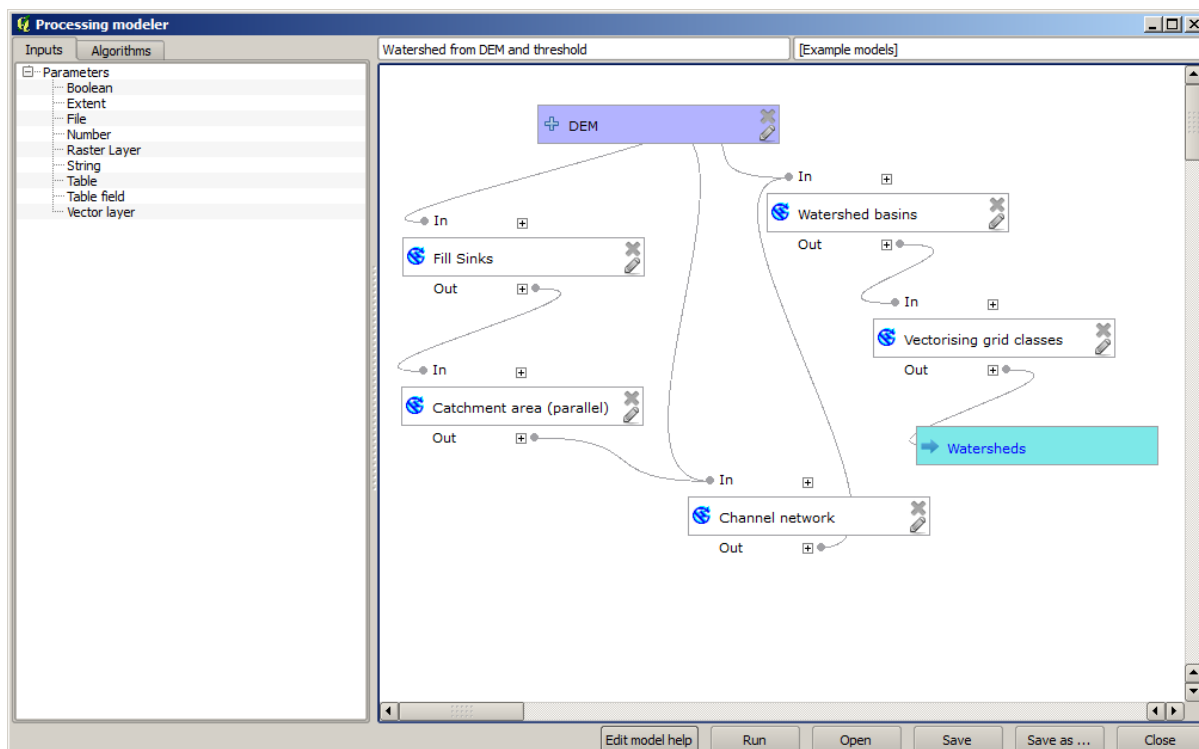 Processing modeler
Inputs
Algorithms
Parameters
Boolean
Extent
File
Number
Raster Layer
String
Table
Table field
Vector layer
Watershed from DEM and threshold
[Example models]
DEM
In
Fill Sinks
Out
In
Catchment area (parallel)
Out
In
Watershed basins
Out
In
Vectorising grid classes
Out
Watersheds
In
Channel network
Out
Edit model help
Run
Open
Save
Save as ...
Close